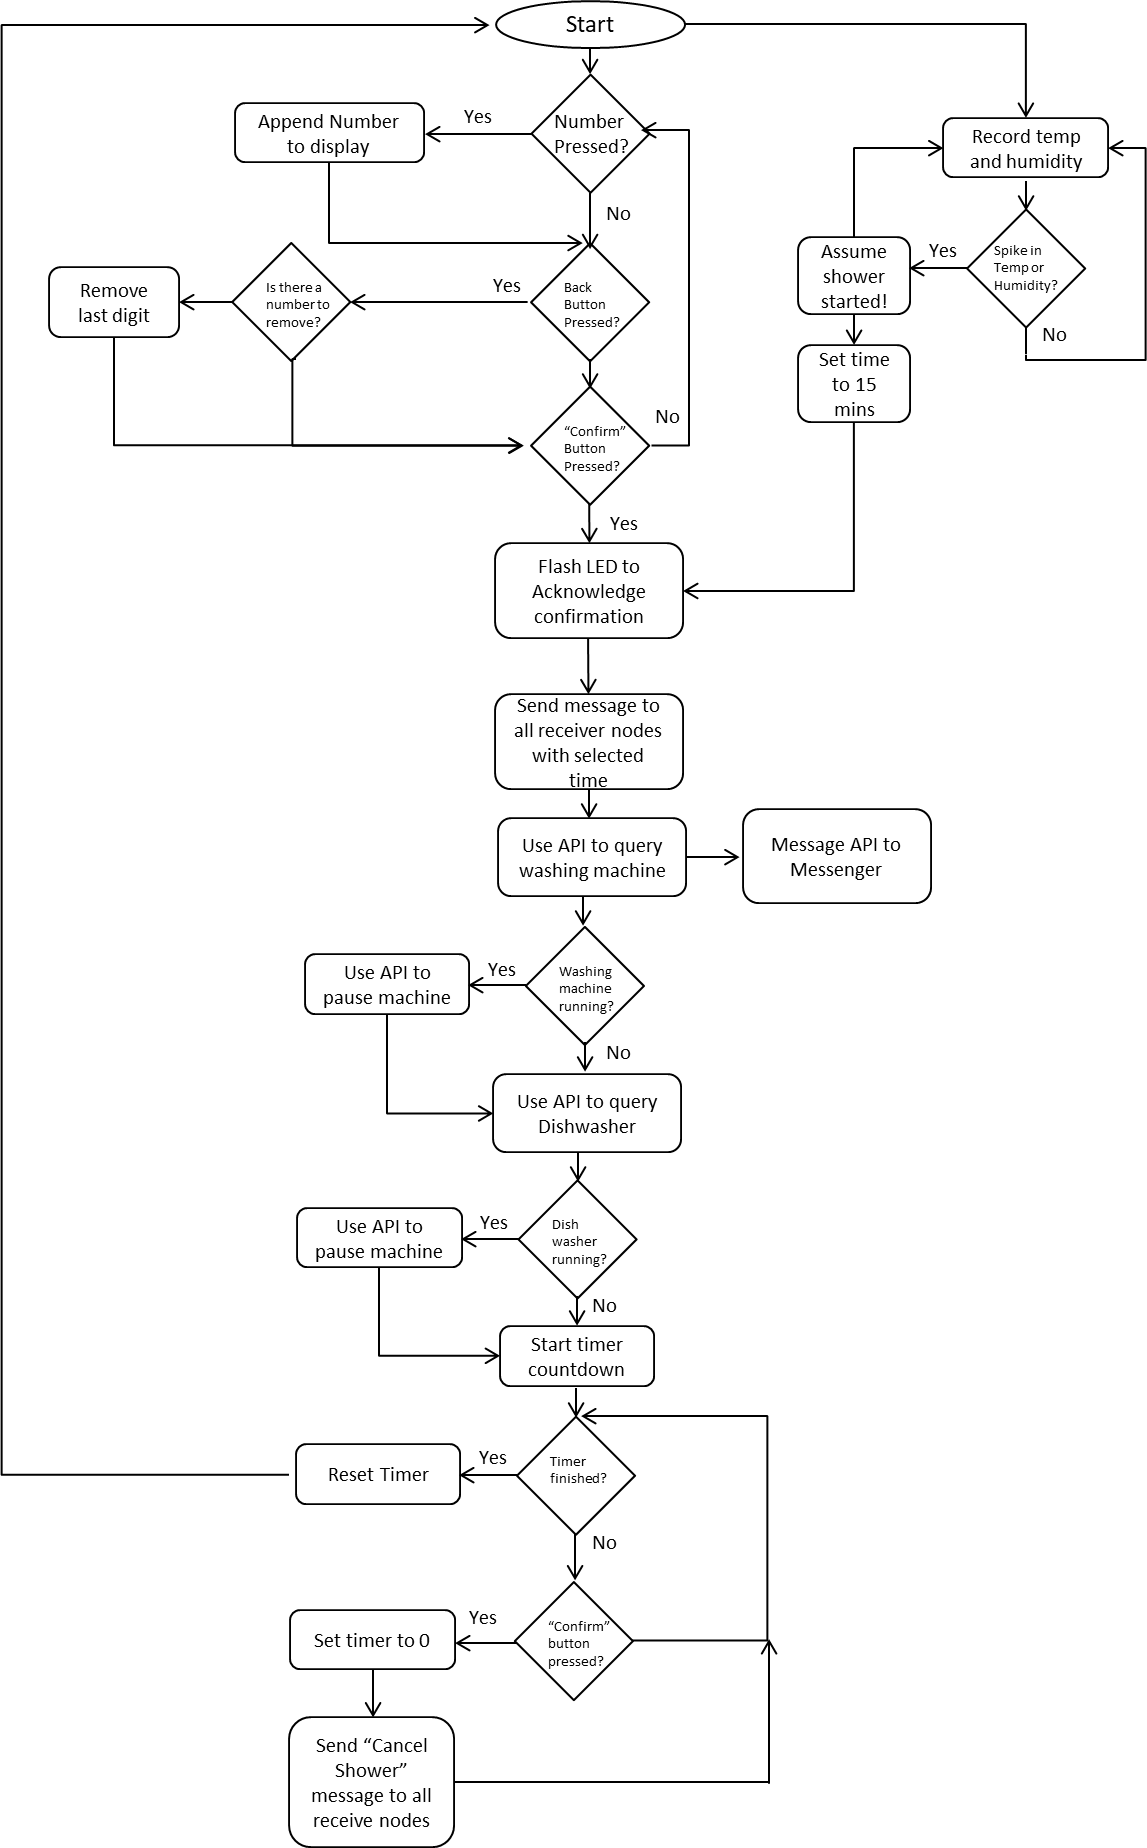 Start
Number
Pressed?
Yes
Append Number
to display
No
Record temp
and humidity
Spike in
Temp or
Humidity?
Yes
Assume
shower
started!
No
Set time
to 15
mins
Back
Button
Pressed?
Yes
Is there a
number to
remove?
Remove
last digit
"Confirm"
Button
Pressed?
No
Yes
Flash LED to
Acknowledge
confirmation
Send message to
all receiver nodes
with selected
time
Use API to query
washing machine
Message API to
Messenger
Washing
machine
running?
Yes
Use API to
pause machine
No
Use API to query
Dishwasher
Dish
washer
running?
Yes
Use API to
pause machine
No
Start timer
countdown
Timer
finished?
Yes
Reset Timer
No
“Confirm”
button
pressed?
Yes
Set timer to 0
Send “Cancel
Shower”
message to all
receive nodes